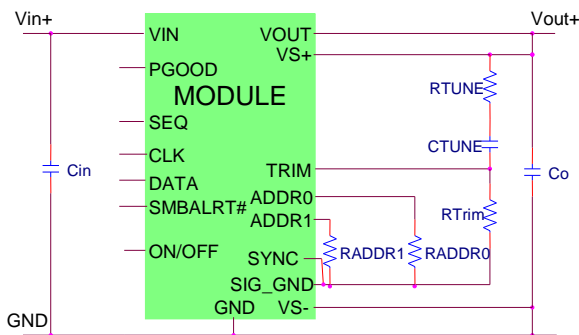 Vin+
Vout+
VIN
VOUT
VS+
PGOOD
RTUNE
MODULE
SEQ
CTUNE
CLK
TRIM
Cin
Co
DATA
ADDR0
SMBALRT#
ADDR1
RTrim
ON/OFF
SYNC
RADDR1
RADDR0
SIG_GND
GND
VS-
GND